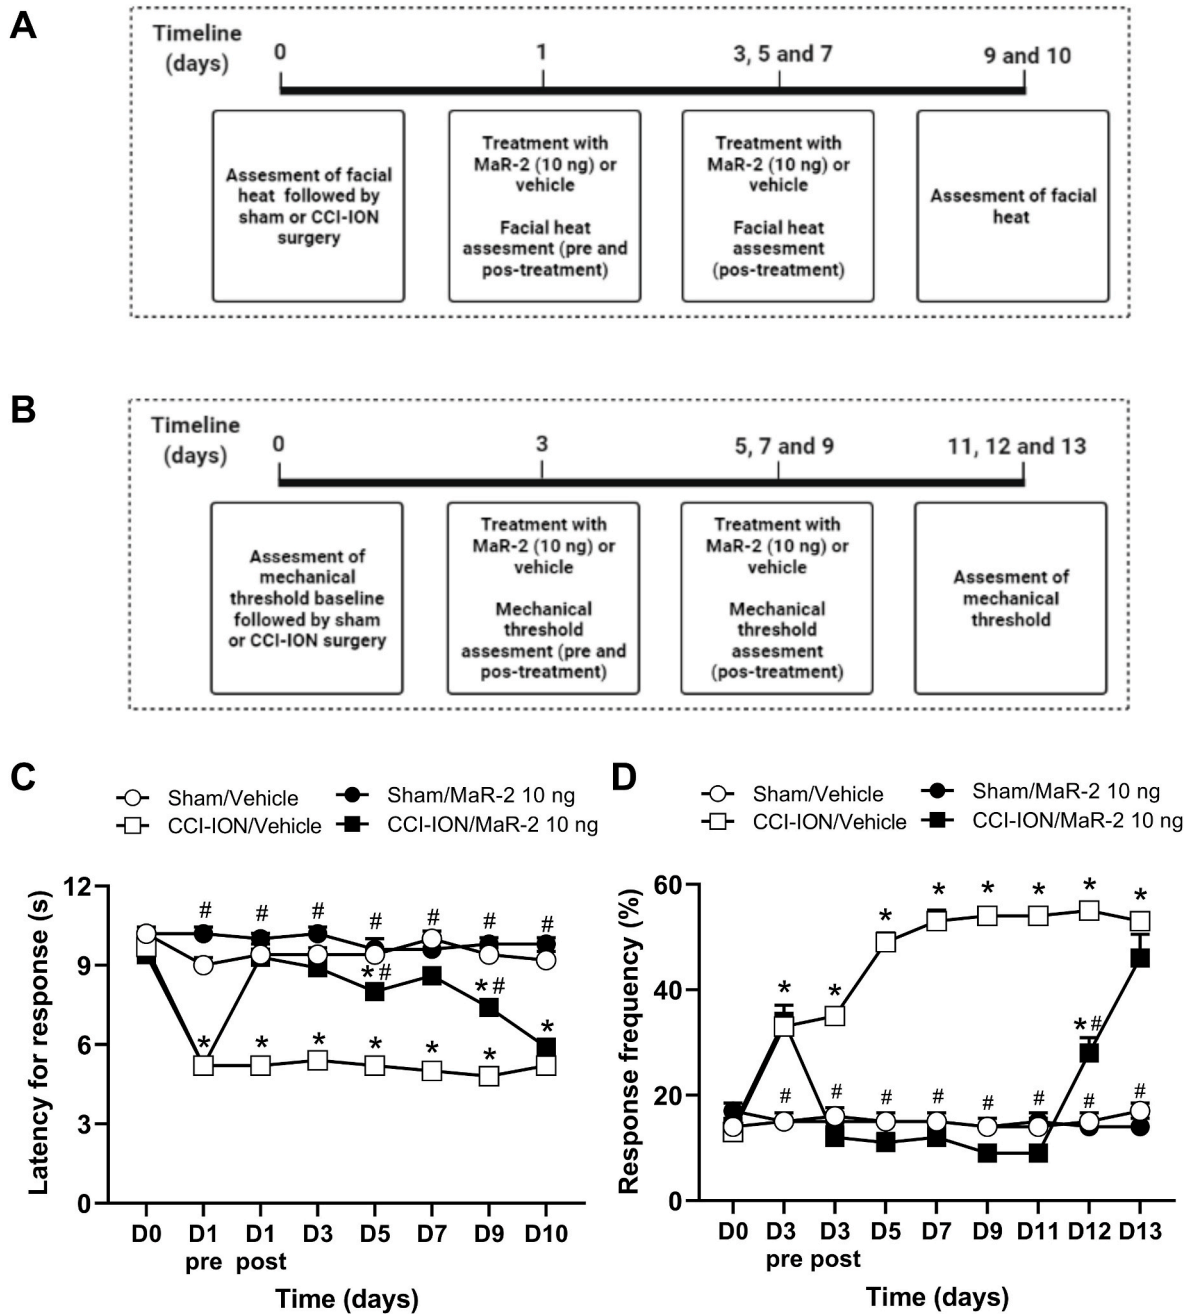 A
Timeline
(days)
0
1
3, 5 and 7
9 and 10
Assesment of facial
heat followed by
sham or CCI-ION
surgery
Treatment with
MaR-2 (10 ng) or
vehicle
Facial heat
assesment (pre and
pos-treatment)
Treatment with
MaR-2 (10 ng) or
vehicle
Facial heat
assesment
(pos-treatment)
Assesment of facial
heat
B
Timeline
(days)
0
3
5, 7 and 9
11, 12 and 13
Assesment of
mechanical
threshold baseline
followed by sham
or CCI-ION surgery
Treatment with
MaR-2 (10 ng) or
vehicle
Mechanical
threshold
assesment (pre and
pos-treatment)
Treatment with
MaR-2 (10 ng) or
vehicle
Mechanical
threshold
assesment
(pos-treatment)
Assesment of
mechanical
threshold
C
Sham/Vehicle
Sham/MaR-2 10 ng
CCI-ION/Vehicle
CCI-ION/MaR-2 10 ng
Latency for response (s)
12
9
6
3
0
# # # # # # #
*# *# *
* * * * * *
D0 D1 D1 D3 D5 D7 D9 D10
pre post
Time (days)
D
Sham/Vehicle
Sham/MaR-2 10 ng
CCI-ION/Vehicle
CCI-ION/MaR-2 10 ng
Response frequency (%)
60
40
20
0
* * * * * * * *
*#
# # # # # # # #
D0 D3 D3 D5 D7 D9 D11 D12 D13
pre post
Time (days)